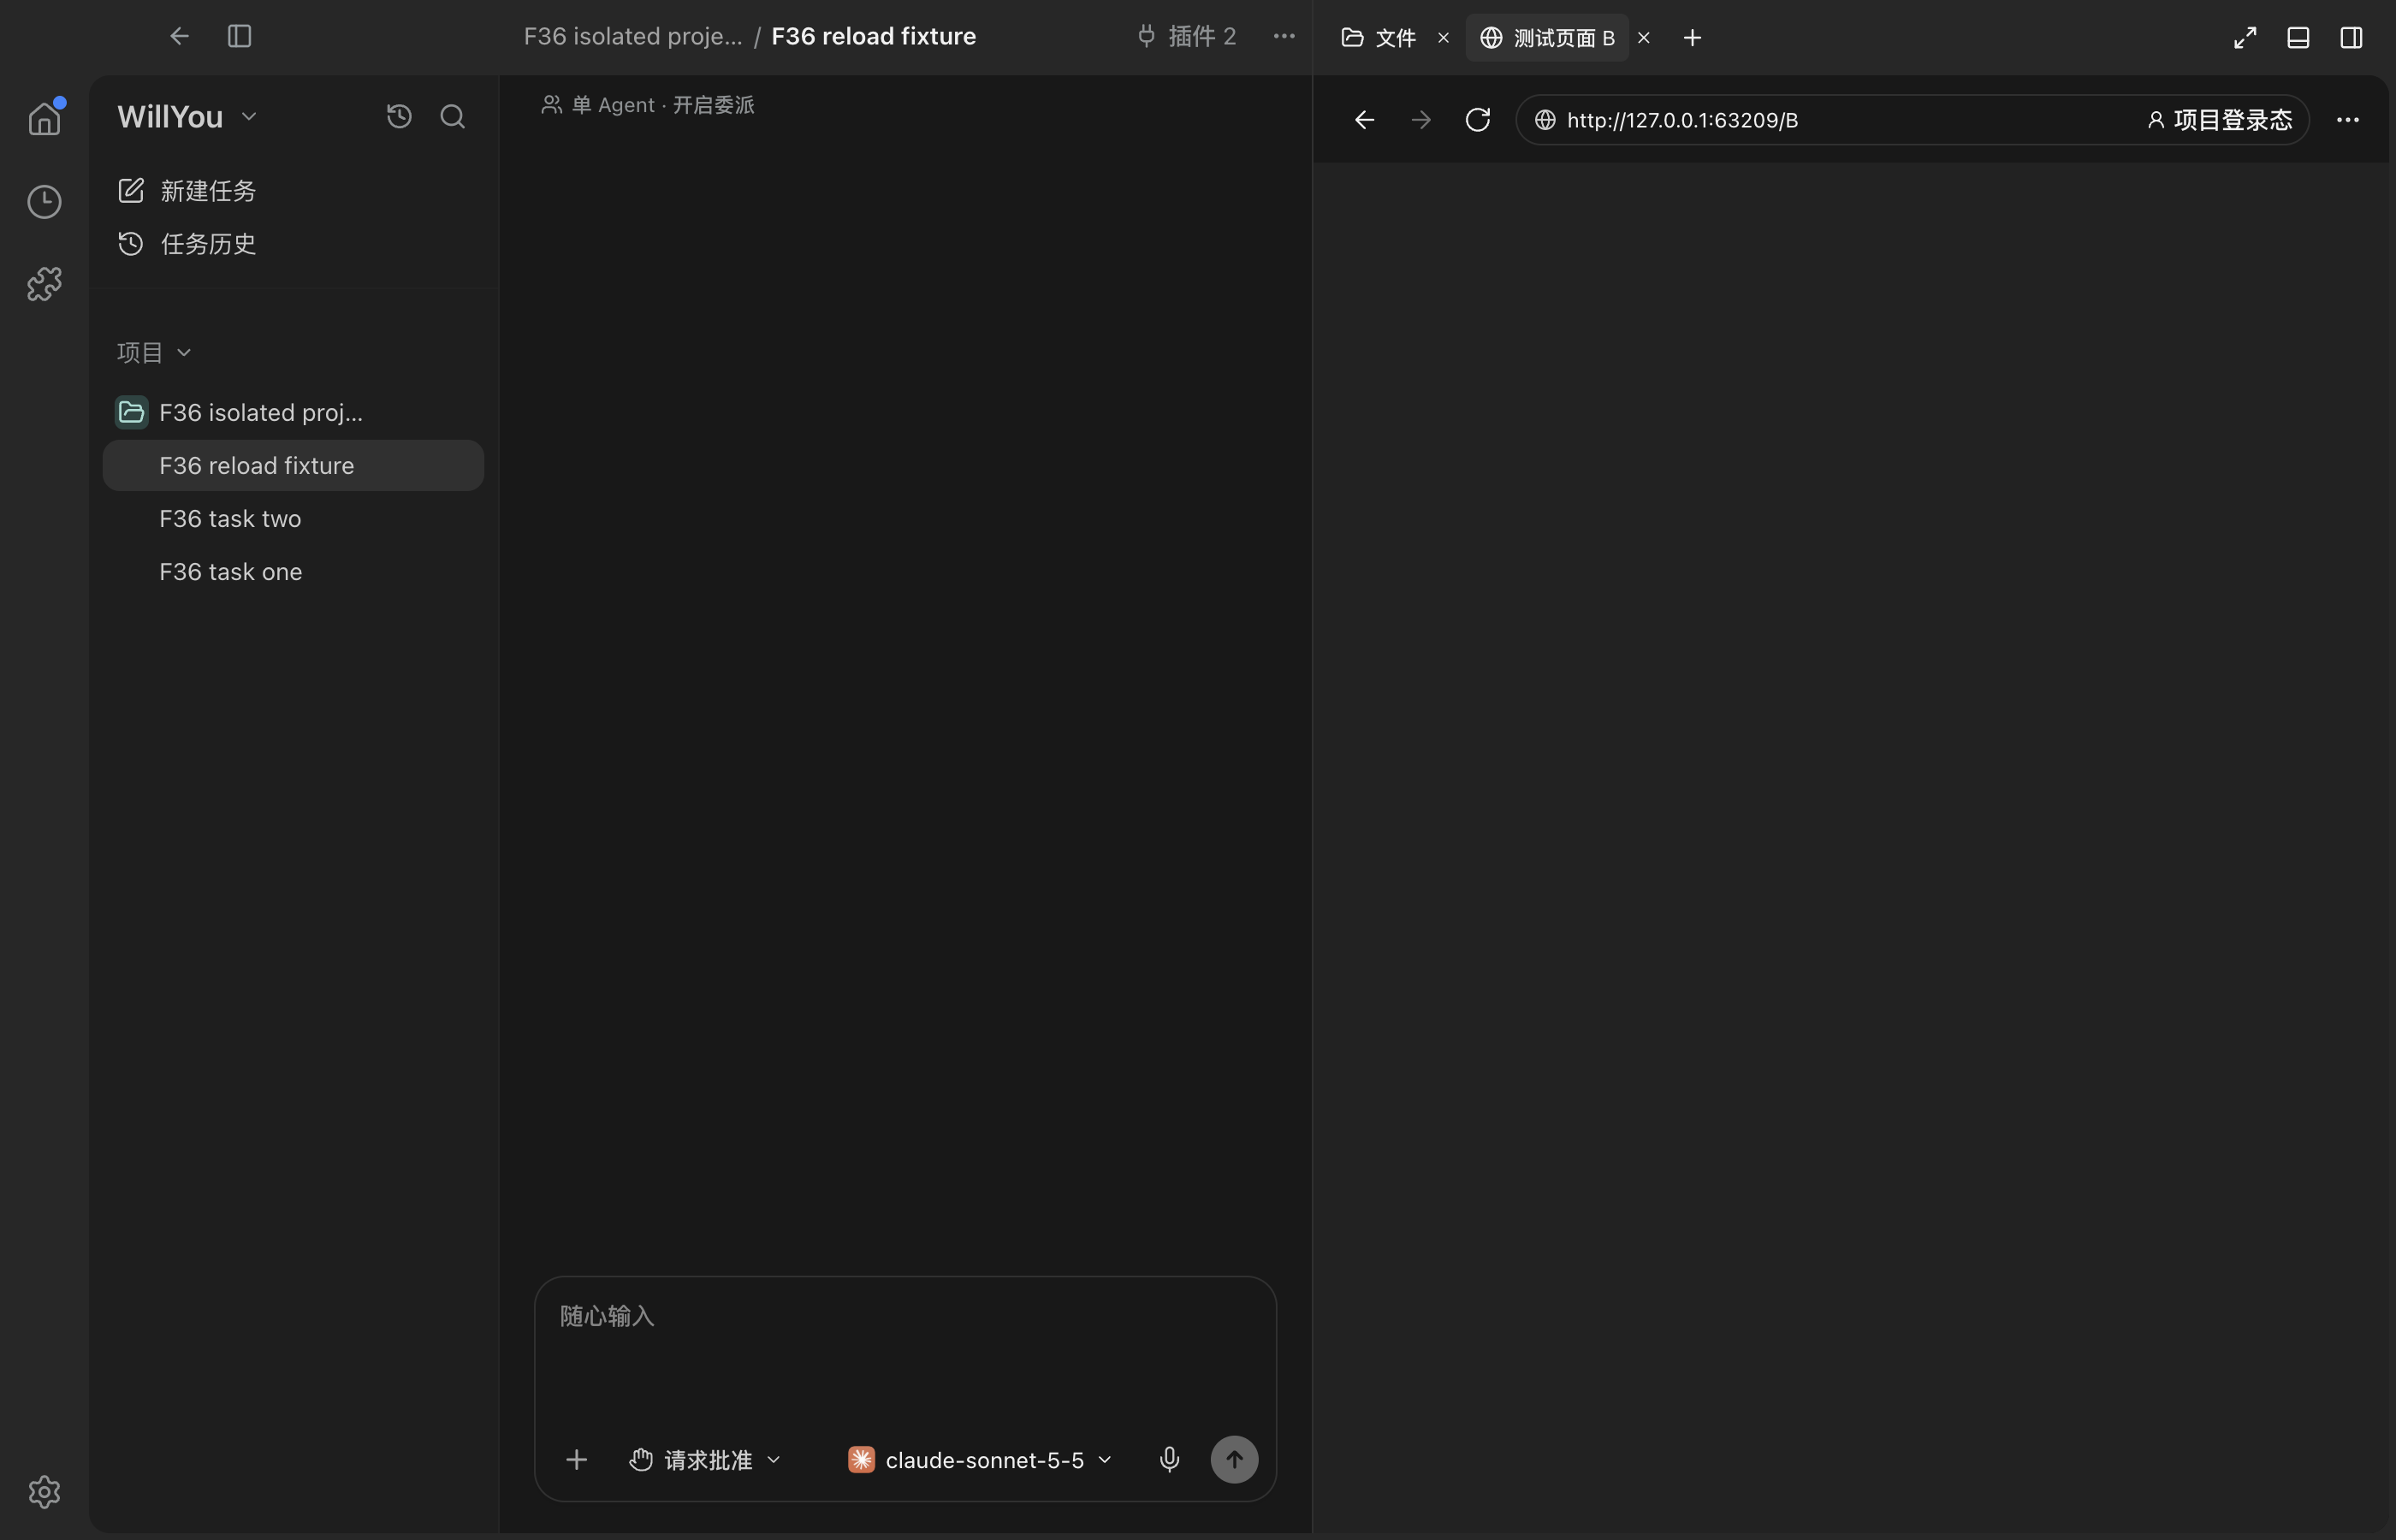 F36 isolated proje... / F36 reload fixture
插件 2
文件
测试页面 B
WillYou
新建任务
任务历史
项目
F36 isolated proj...
F36 reload fixture
F36 task two
F36 task one
单 Agent · 开启委派
随心输入
请求批准
claude-sonnet-5-5
http://127.0.0.1:63209/B
项目登录态